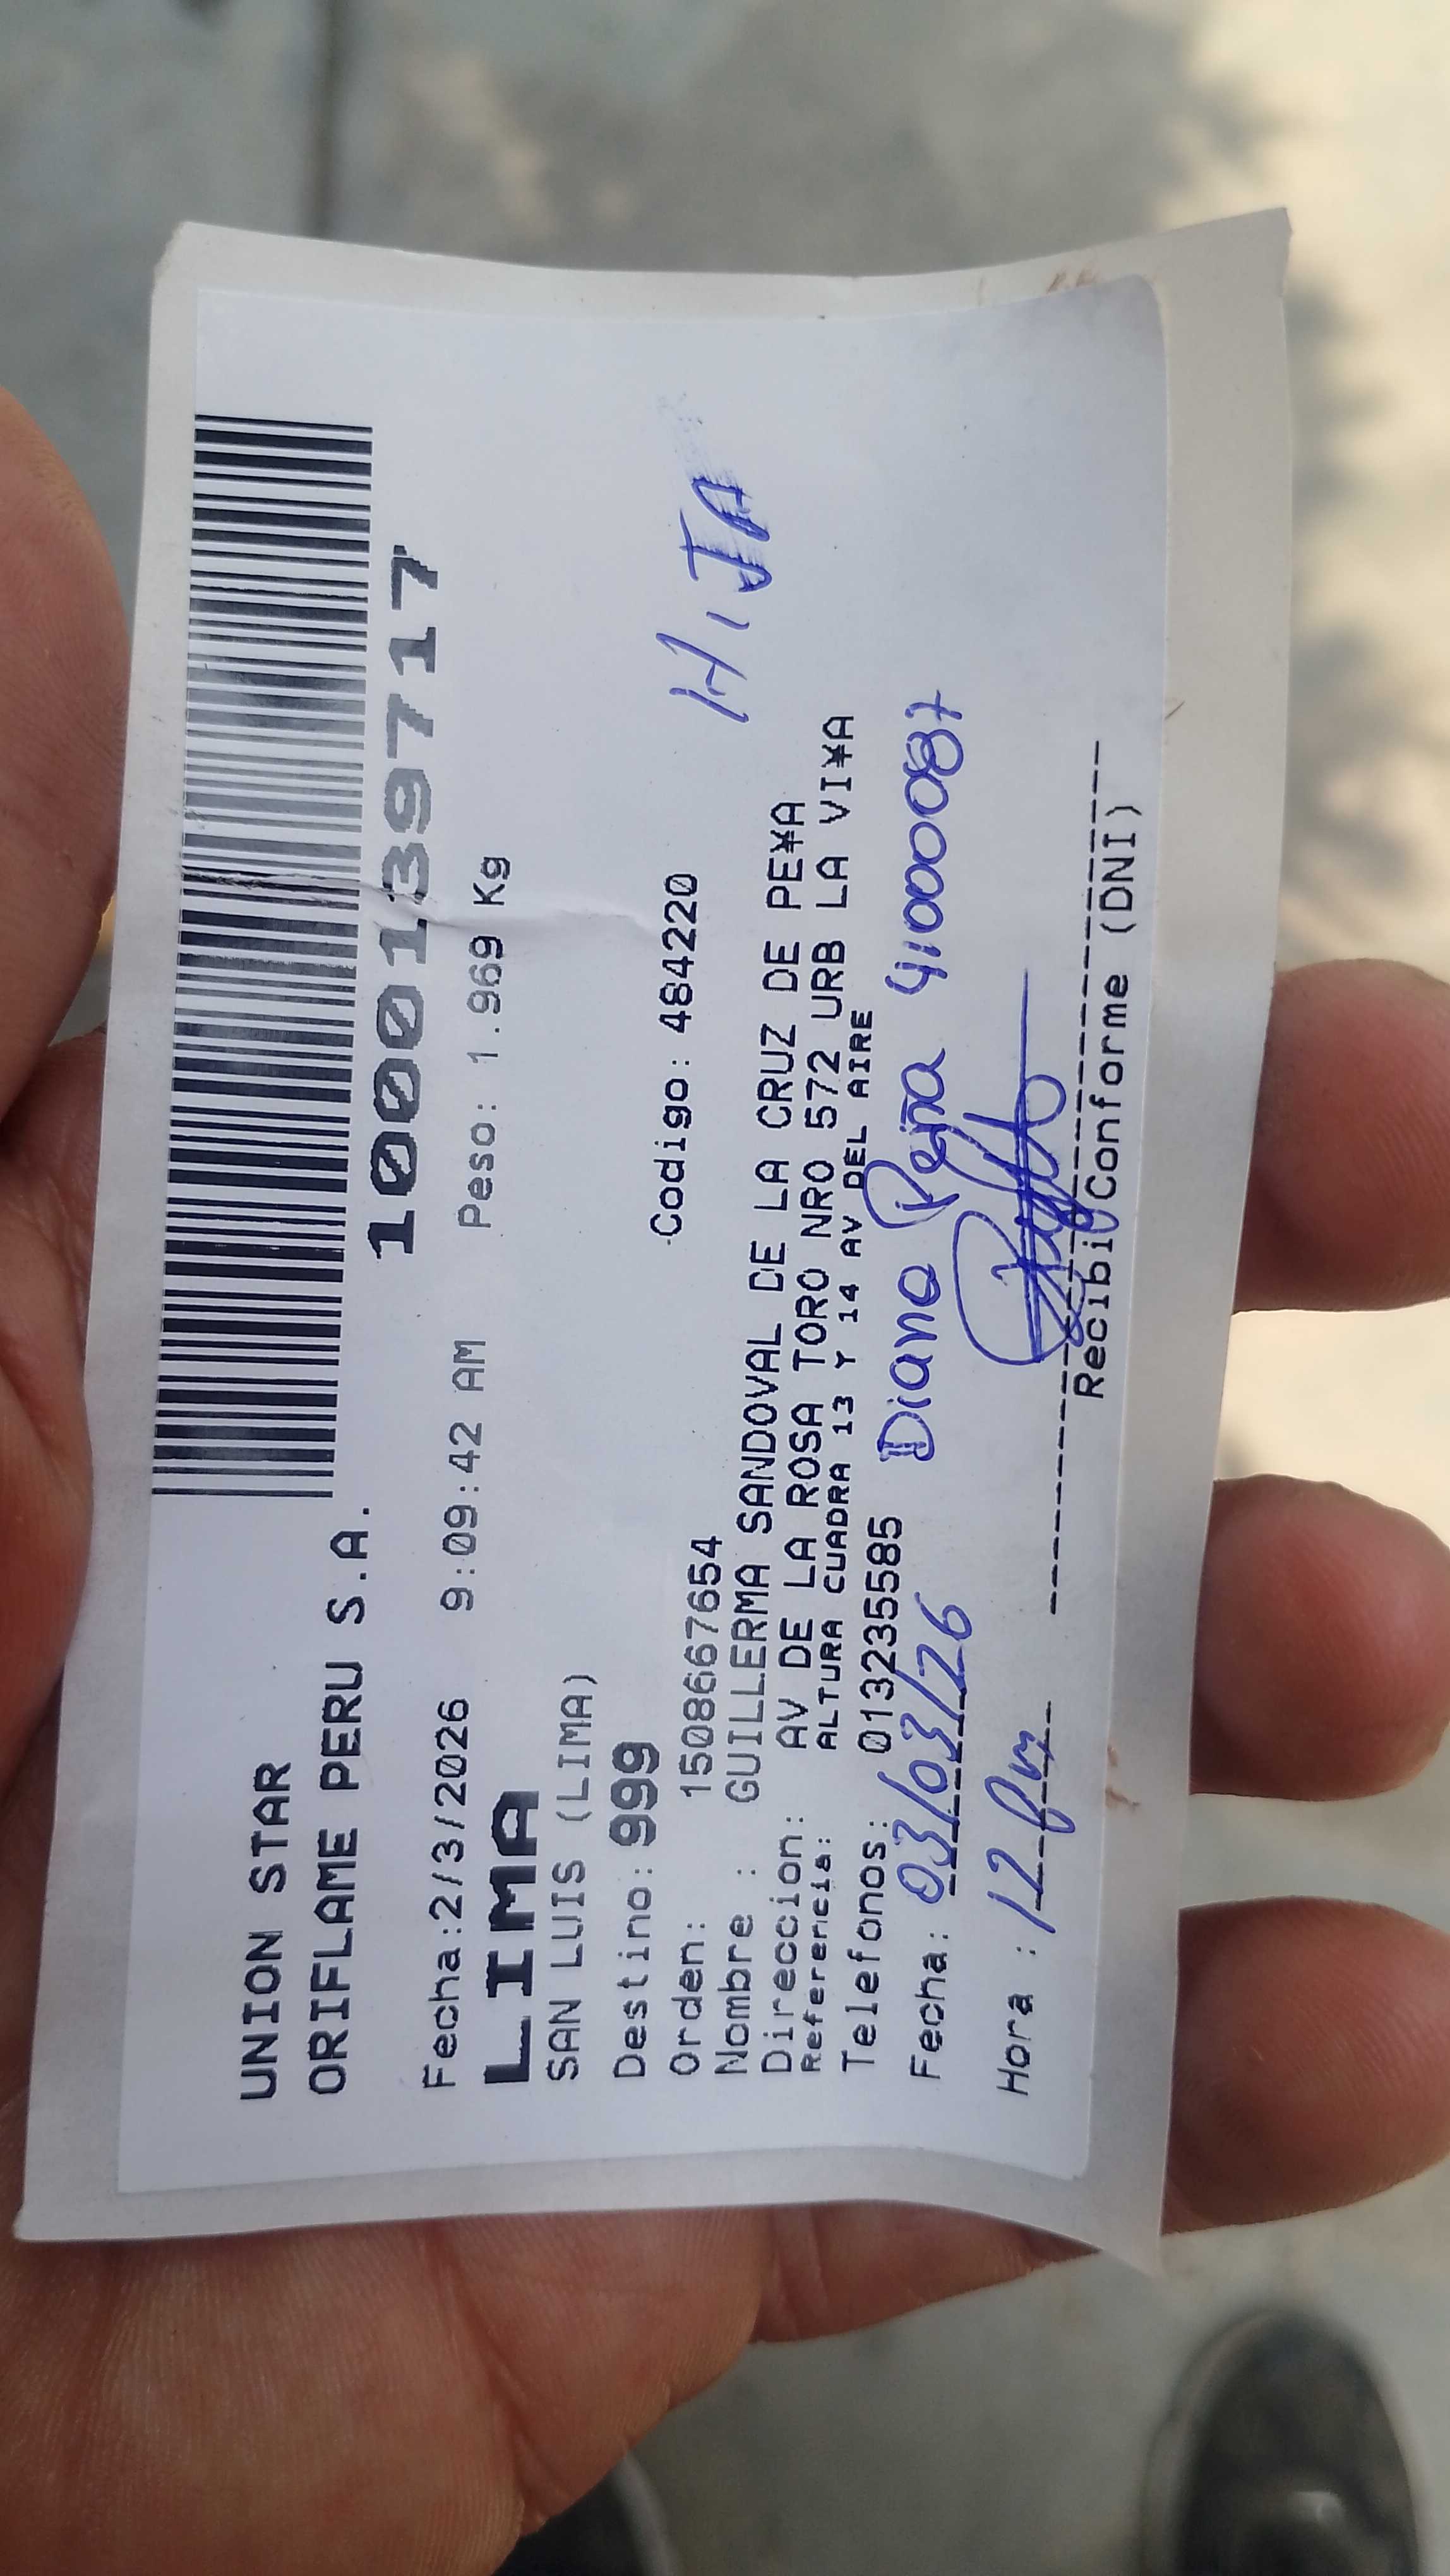 UNION STAR
ORIFLAME PERU S.A.
1000139717
Fecha:2/3/2026 9:09:42 AM Peso: 1.969 Kg
LIMA
SAN LUIS (LIMA)
Destino: 999
Orden: 1508667654 Codigo: 484220
HIJA
Nombre : GUILLERMA SANDOVAL DE LA CRUZ DE PE¥A
Direccion: AV DE LA ROSA TORO NRO 572 URB LA VI¥A
Referencia: ALTURA CUADRA 13 Y 14 AV DEL AIRE
Telefonos: 013235585
Diana Peña 41000087
Fecha: 03/03/26
Hora : 12 Pm
Recibi Conforme (DNI)